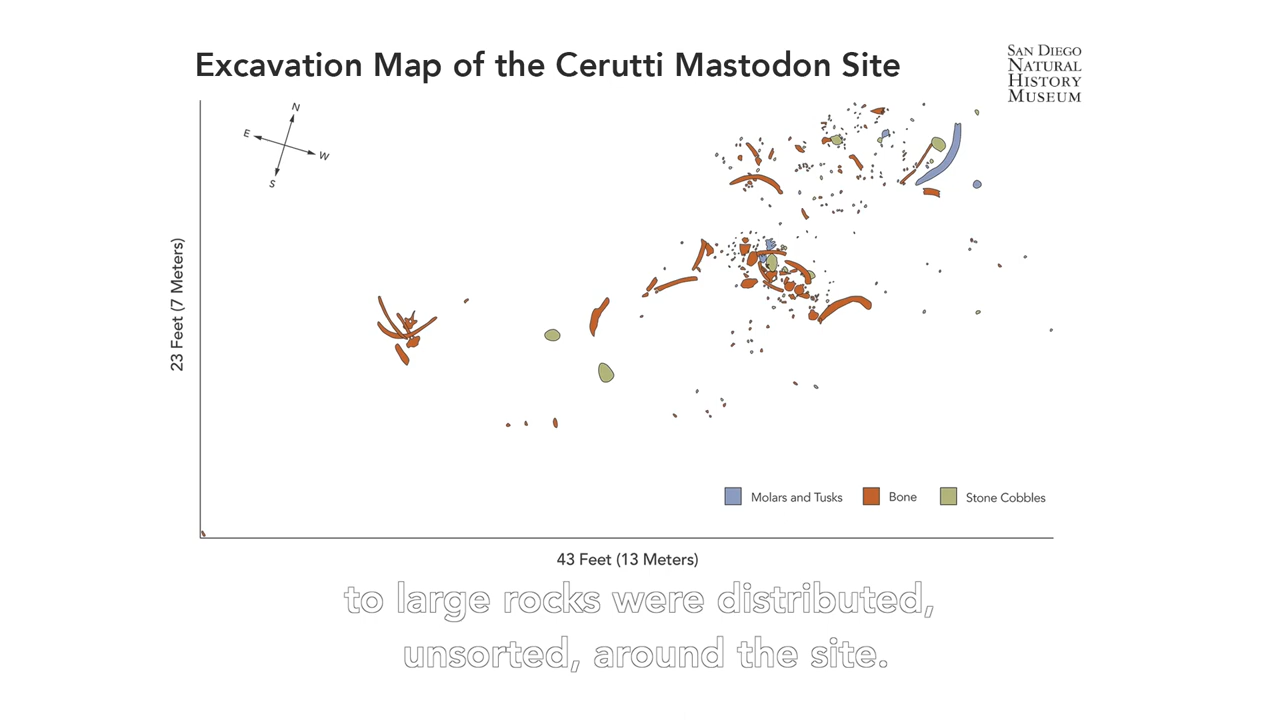 Excavation Map of the Cerutti Mastodon Site
SAN DIEGO
NATURAL
HISTORY
MUSEUM
N
E
W
S
23 Feet (7 Meters)
Molars and Tusks
Bone
Stone Cobbles
43 Feet (13 Meters)
to large rocks were distributed,
unsorted, around the site.